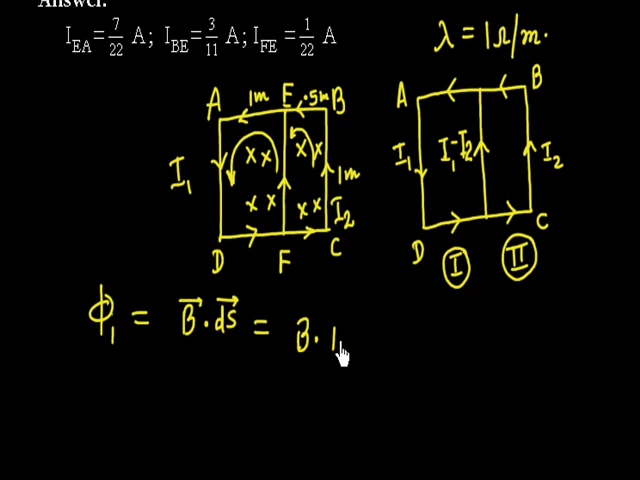 Answer:
I_EA = 7/22 A; I_BE = 3/11 A; I_FE = 1/22 A
λ = 1Ω/m.
A 1m E .5m B
I₁ x x x x 1m
x x x x I₂
D F C
A B
I₁ I₁-I₂ I₂
D C
I II
ϕ₁ = B⃗ . ds⃗ = B . 1